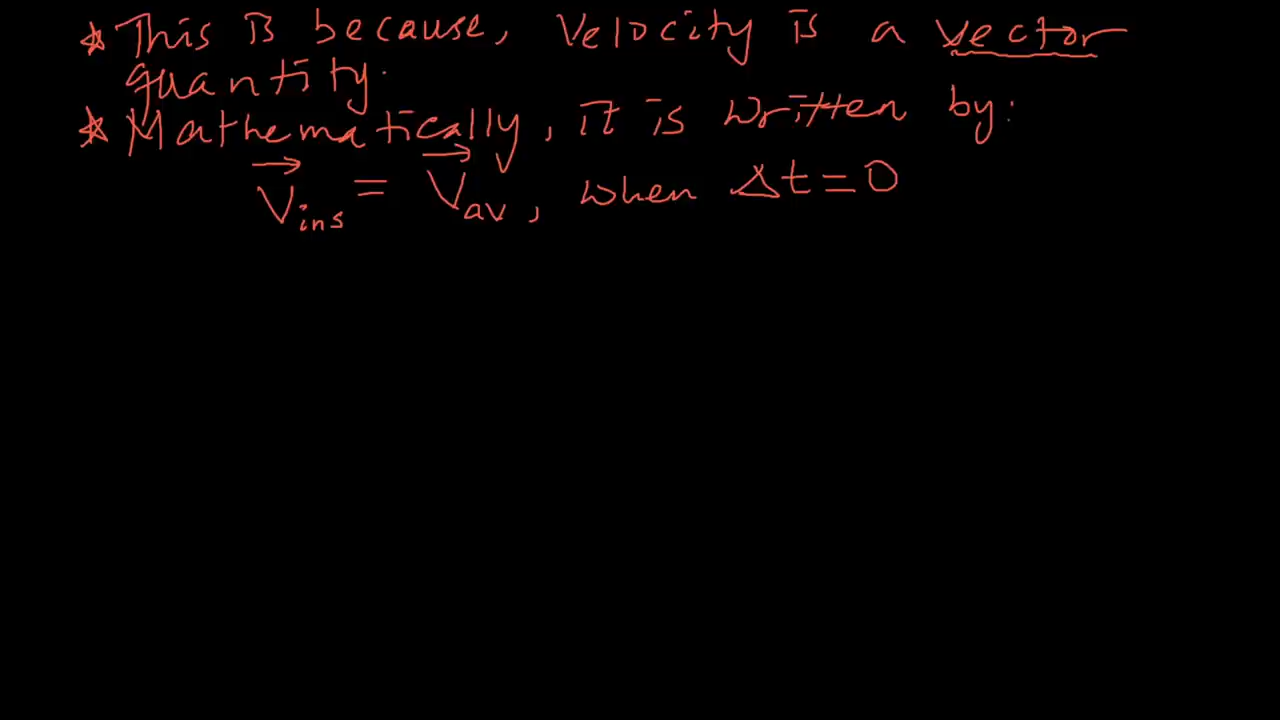 * This is because, velocity is a vector
quantity.
* Mathematically, it is written by:
V⃗ins = V⃗av, when Δt=0